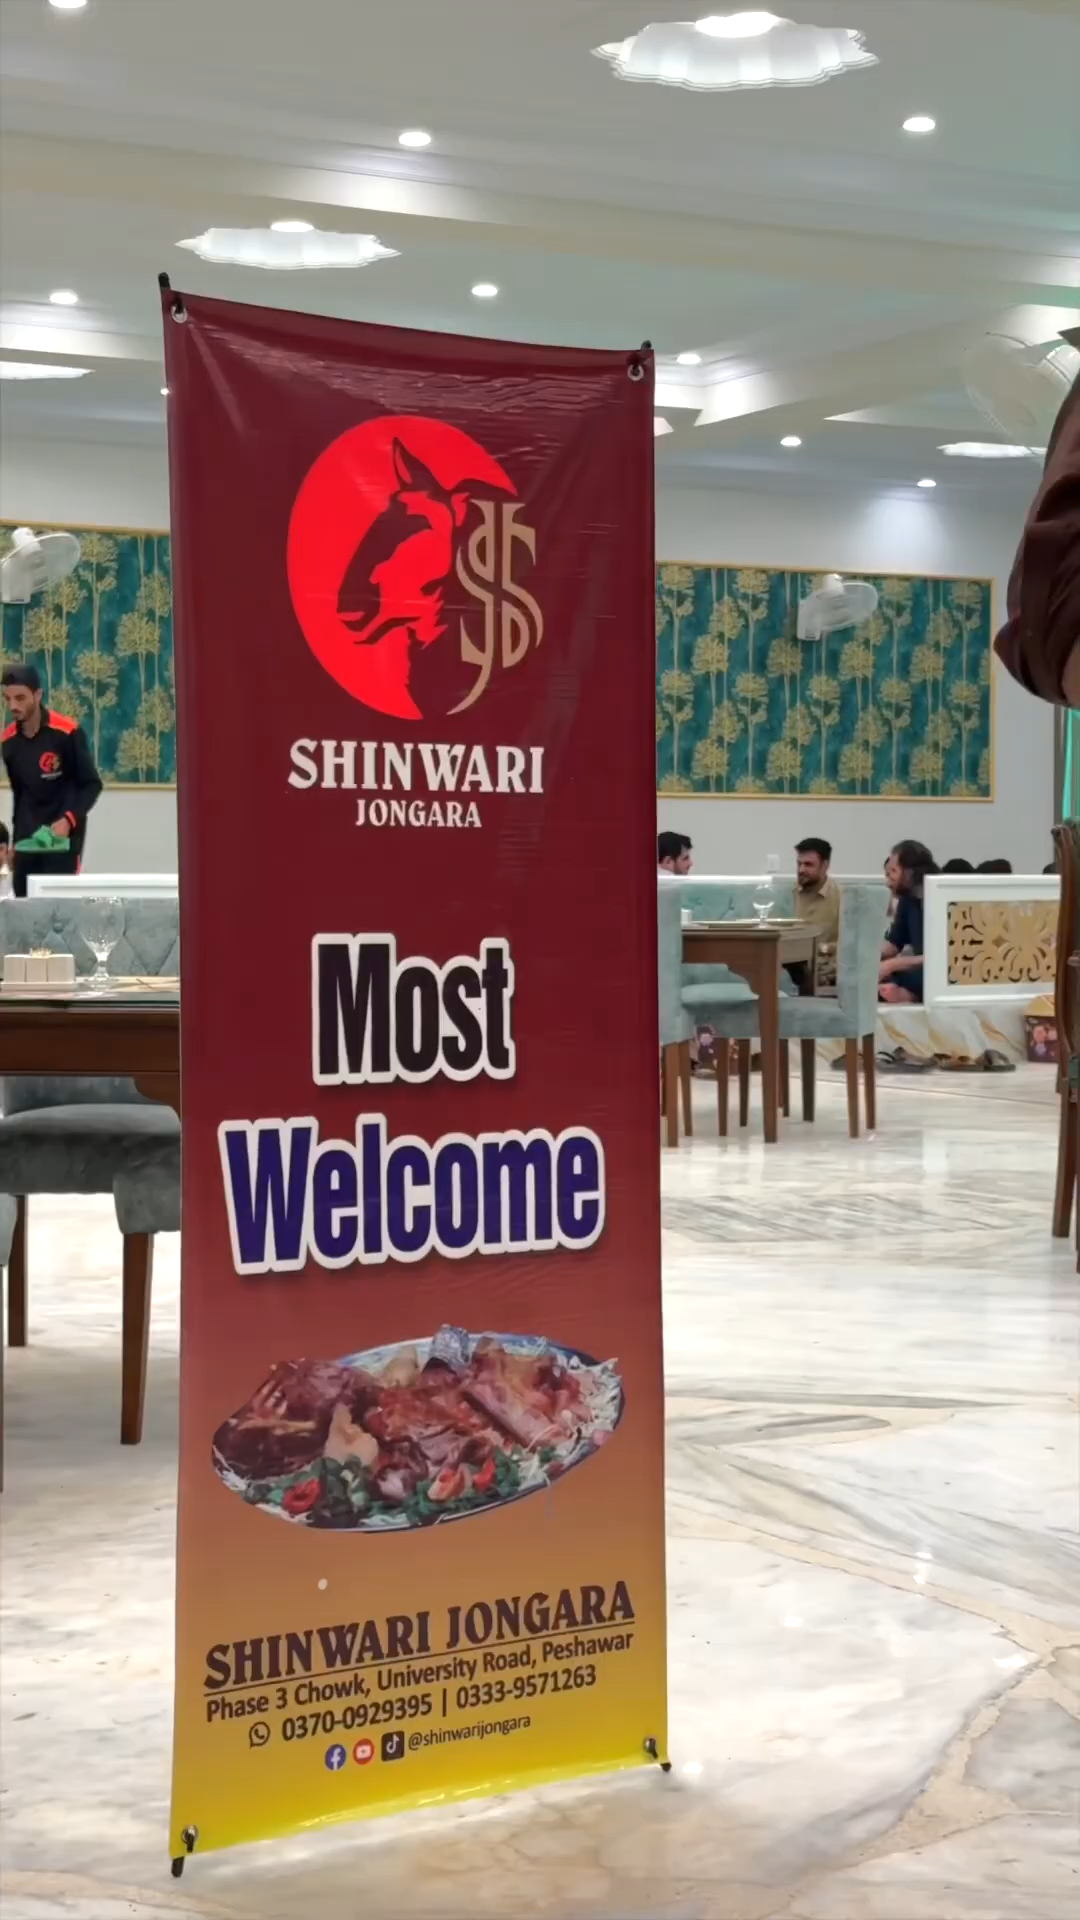 SHINWARI
JONGARA
Most
Welcome
SHINWARI JONGARA
Phase 3 Chowk, University Road, Peshawar
0370-0929395 | 0333-9571263
@shinwarijongara